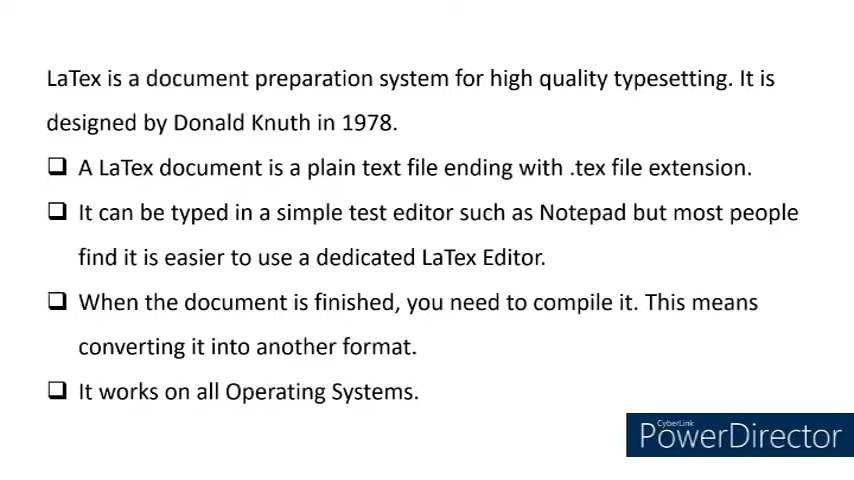 LaTex is a document preparation system for high quality typesetting. It is
designed by Donald Knuth in 1978.
❑ A LaTex document is a plain text file ending with .tex file extension.
❑ It can be typed in a simple test editor such as Notepad but most people
find it is easier to use a dedicated LaTex Editor.
❑ When the document is finished, you need to compile it. This means
converting it into another format.
❑ It works on all Operating Systems.
CyberLink
PowerDirector